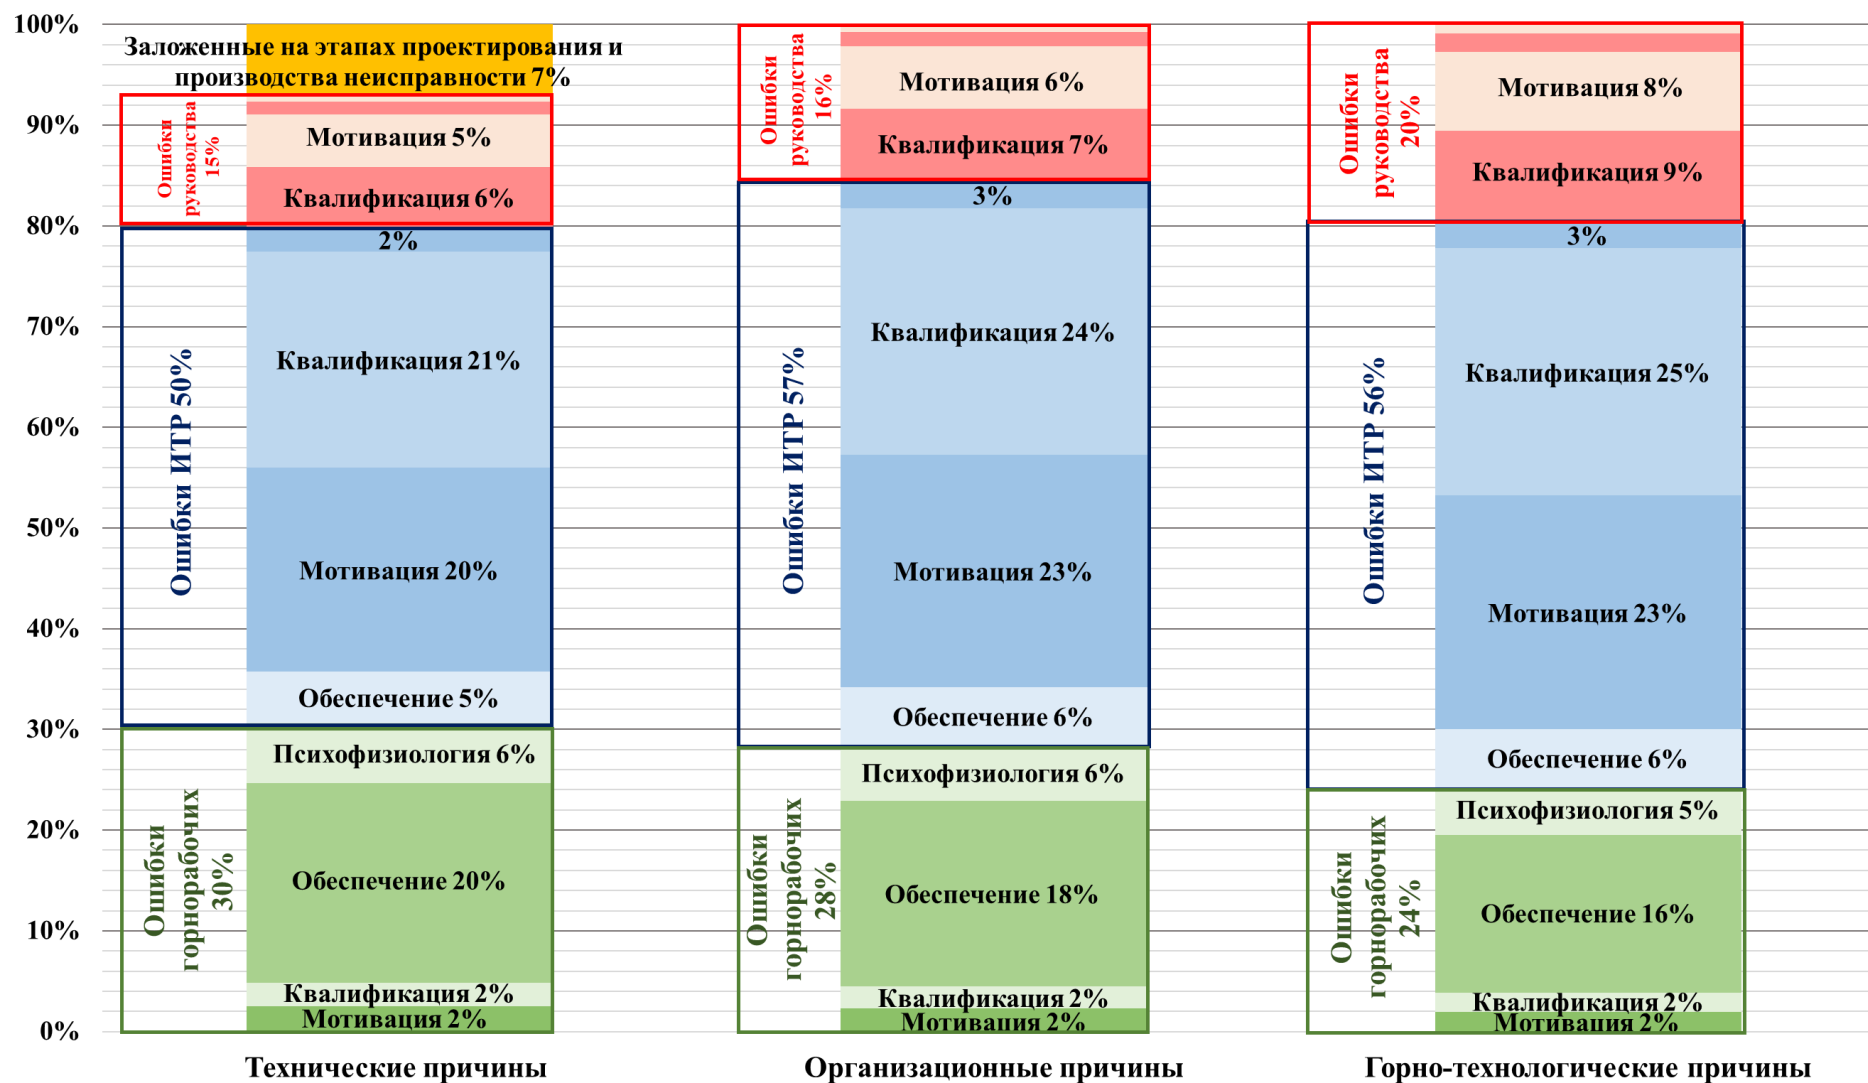 100%
90%
80%
70%
60%
50%
40%
30%
20%
10%
0%
Заложенные на этапах проектирования и
производства неисправности 7%
Ошибки
руководства
15%
Мотивация 5%
Квалификация 6%
Ошибки ИТР 50%
2%
Квалификация 21%
Мотивация 20%
Обеспечение 5%
Ошибки
горнорабочих
30%
Психофизиология 6%
Обеспечение 20%
Квалификация 2%
Мотивация 2%
Технические причины
Ошибки
руководства
16%
Мотивация 6%
Квалификация 7%
Ошибки ИТР 57%
3%
Квалификация 24%
Мотивация 23%
Обеспечение 6%
Ошибки
горнорабочих
28%
Психофизиология 6%
Обеспечение 18%
Квалификация 2%
Мотивация 2%
Организационные причины
Ошибки
руководства
20%
Мотивация 8%
Квалификация 9%
Ошибки ИТР 56%
3%
Квалификация 25%
Мотивация 23%
Обеспечение 6%
Ошибки
горнорабочих
24%
Психофизиология 5%
Обеспечение 16%
Квалификация 2%
Мотивация 2%
Горно-технологические причины